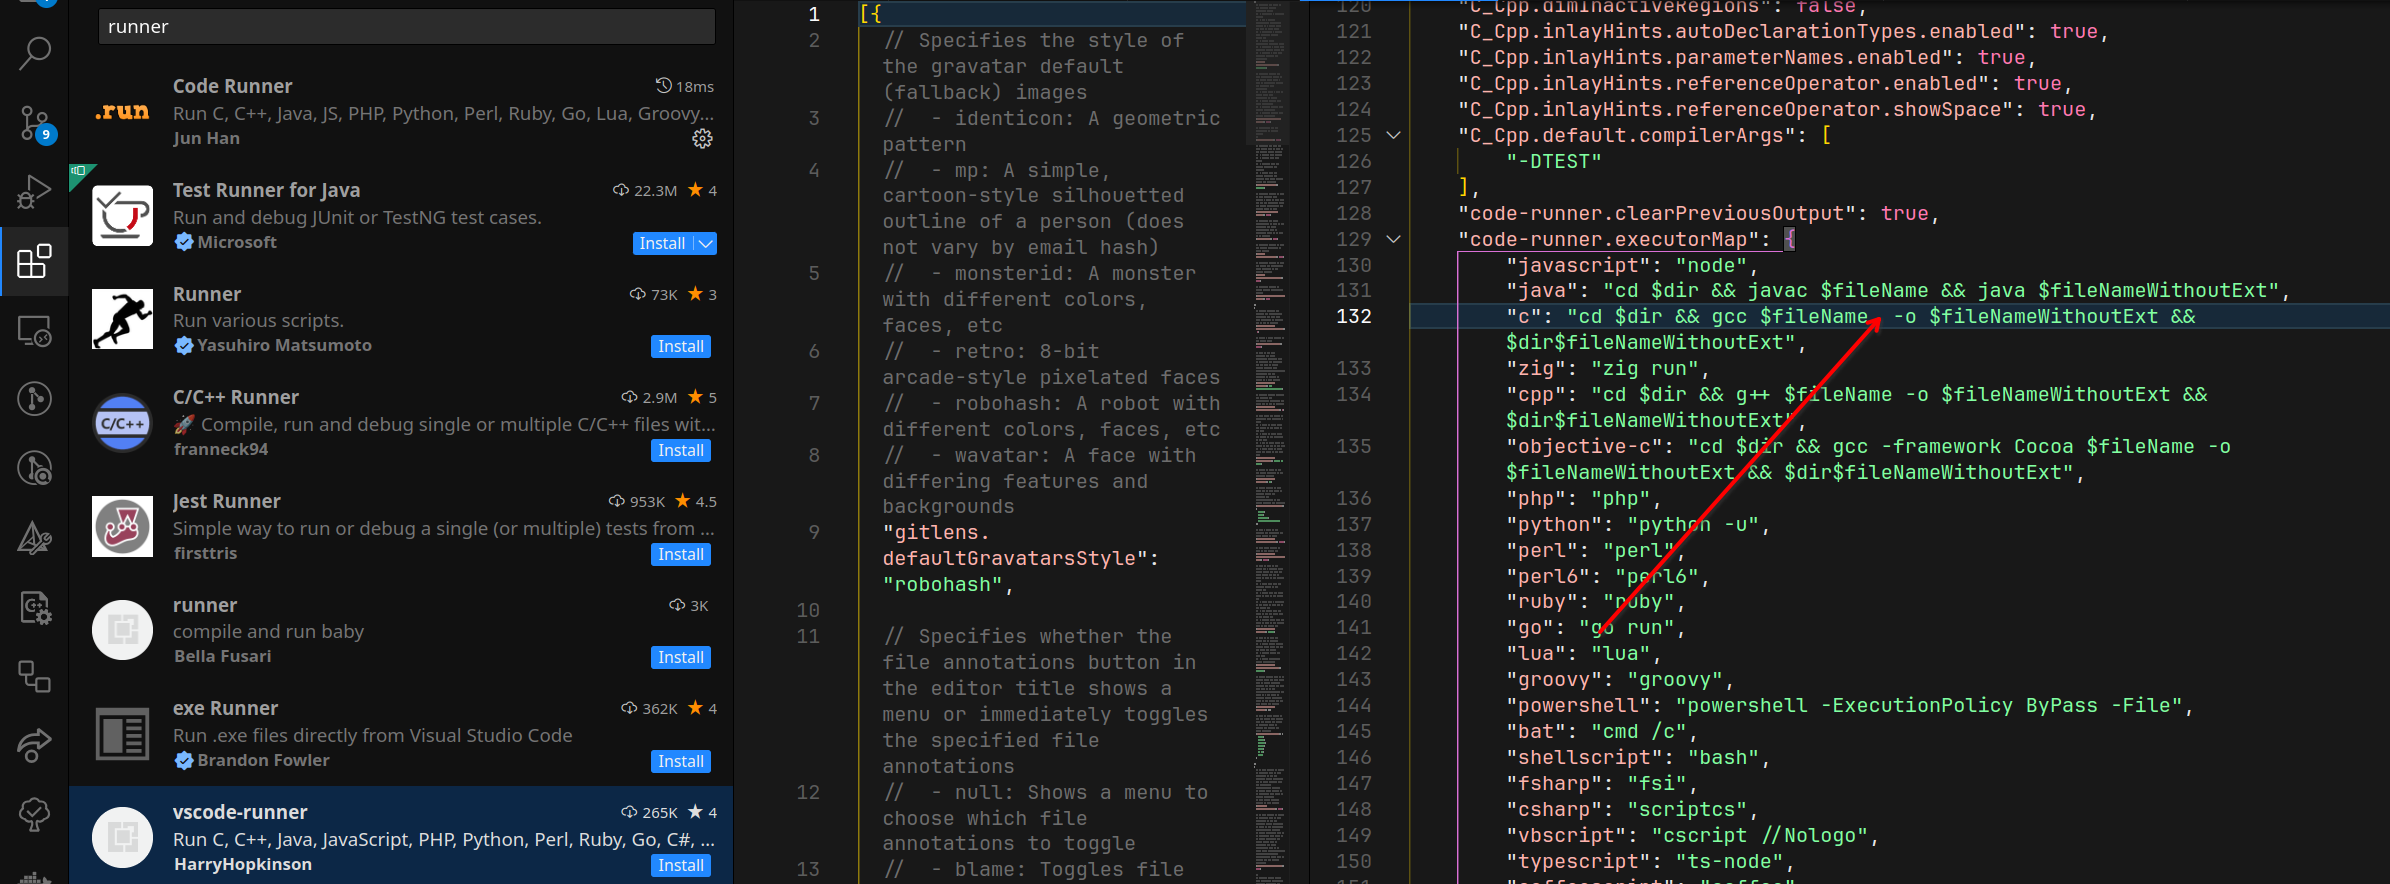 9
runner
Code Runner
18ms
.run
Run C, C++, Java, JS, PHP, Python, Perl, Ruby, Go, Lua, Groovy...
Jun Han
Test Runner for Java
22.3M ★ 4
Run and debug JUnit or TestNG test cases.
Microsoft
Install
Runner
73K ★ 3
Run various scripts.
Yasuhiro Matsumoto
Install
C/C++ Runner
2.9M ★ 5
C/C++
🚀 Compile, run and debug single or multiple C/C++ files wit...
franneck94
Install
Jest Runner
953K ★ 4.5
Simple way to run or debug a single (or multiple) tests from ...
firsttris
Install
runner
3K
compile and run baby
Bella Fusari
Install
exe Runner
362K ★ 4
Run .exe files directly from Visual Studio Code
Brandon Fowler
Install
vscode-runner
265K ★ 4
Run C, C++, Java, JavaScript, PHP, Python, Perl, Ruby, Go, C#, ...
HarryHopkinson
Install
1 [{
2 // Specifies the style of
the gravatar default
(fallback) images
3 //  - identicon: A geometric
pattern
4 //  - mp: A simple,
cartoon-style silhouetted
outline of a person (does
not vary by email hash)
5 //  - monsterid: A monster
with different colors,
faces, etc
6 //  - retro: 8-bit
arcade-style pixelated faces
7 //  - robohash: A robot with
different colors, faces, etc
8 //  - wavatar: A face with
differing features and
backgrounds
9 "gitlens.
defaultGravatarsStyle":
"robohash",
10
11 // Specifies whether the
file annotations button in
the editor title shows a
menu or immediately toggles
the specified file
annotations
12 //  - null: Shows a menu to
choose which file
annotations to toggle
13 //  - blame: Toggles file
120 "C_Cpp.dimInactiveRegions": false,
121 "C_Cpp.inlayHints.autoDeclarationTypes.enabled": true,
122 "C_Cpp.inlayHints.parameterNames.enabled": true,
123 "C_Cpp.inlayHints.referenceOperator.enabled": true,
124 "C_Cpp.inlayHints.referenceOperator.showSpace": true,
125 "C_Cpp.default.compilerArgs": [
126 "-DTEST"
127 ],
128 "code-runner.clearPreviousOutput": true,
129 "code-runner.executorMap": {
130 "javascript": "node",
131 "java": "cd $dir && javac $fileName && java $fileNameWithoutExt",
132 "c": "cd $dir && gcc $fileName  -o $fileNameWithoutExt &&
$dir$fileNameWithoutExt",
133 "zig": "zig run",
134 "cpp": "cd $dir && g++ $fileName -o $fileNameWithoutExt &&
$dir$fileNameWithoutExt",
135 "objective-c": "cd $dir && gcc -framework Cocoa $fileName -o
$fileNameWithoutExt && $dir$fileNameWithoutExt",
136 "php": "php",
137 "python": "python -u",
138 "perl": "perl",
139 "perl6": "perl6",
140 "ruby": "ruby",
141 "go": "go run",
142 "lua": "lua",
143 "groovy": "groovy",
144 "powershell": "powershell -ExecutionPolicy ByPass -File",
145 "bat": "cmd /c",
146 "shellscript": "bash",
147 "fsharp": "fsi",
148 "csharp": "scriptcs",
149 "vbscript": "cscript //Nologo",
150 "typescript": "ts-node",